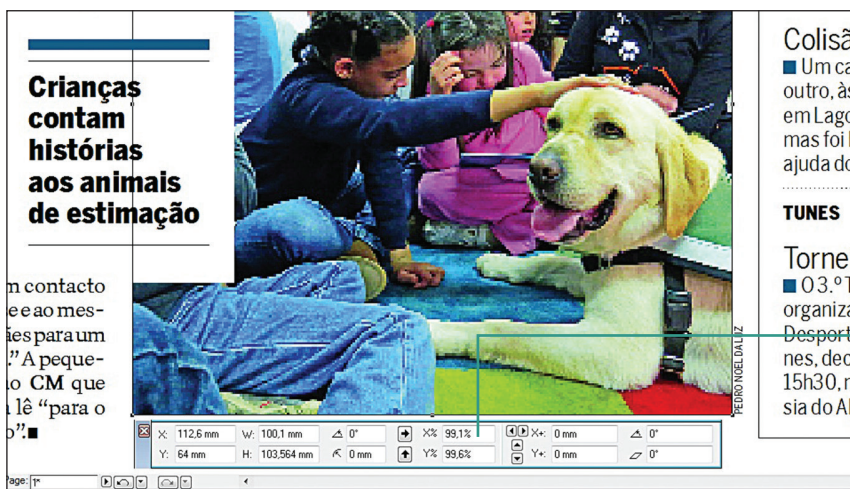 Crianças
contam
histórias
aos animais
de estimação
m contacto
e e ao mes-
ães para um
.” A peque-
o CM que
lê “para o
o”.■
PEDRO NOEL DA LUZ
Colisã
■ Um ca
outro, às
em Lago
mas foi
ajuda do
TUNES
Torne
■ O 3.º T
organiza
Desport
nes, dec
15h30, n
sia do Al
X: 112,6 mm W: 100,1 mm 0° X% 99,1% X+: 0 mm 0°
Y: 64 mm H: 103,564 mm 0 mm Y% 99,6% Y+: 0 mm 0°
Page: 1*